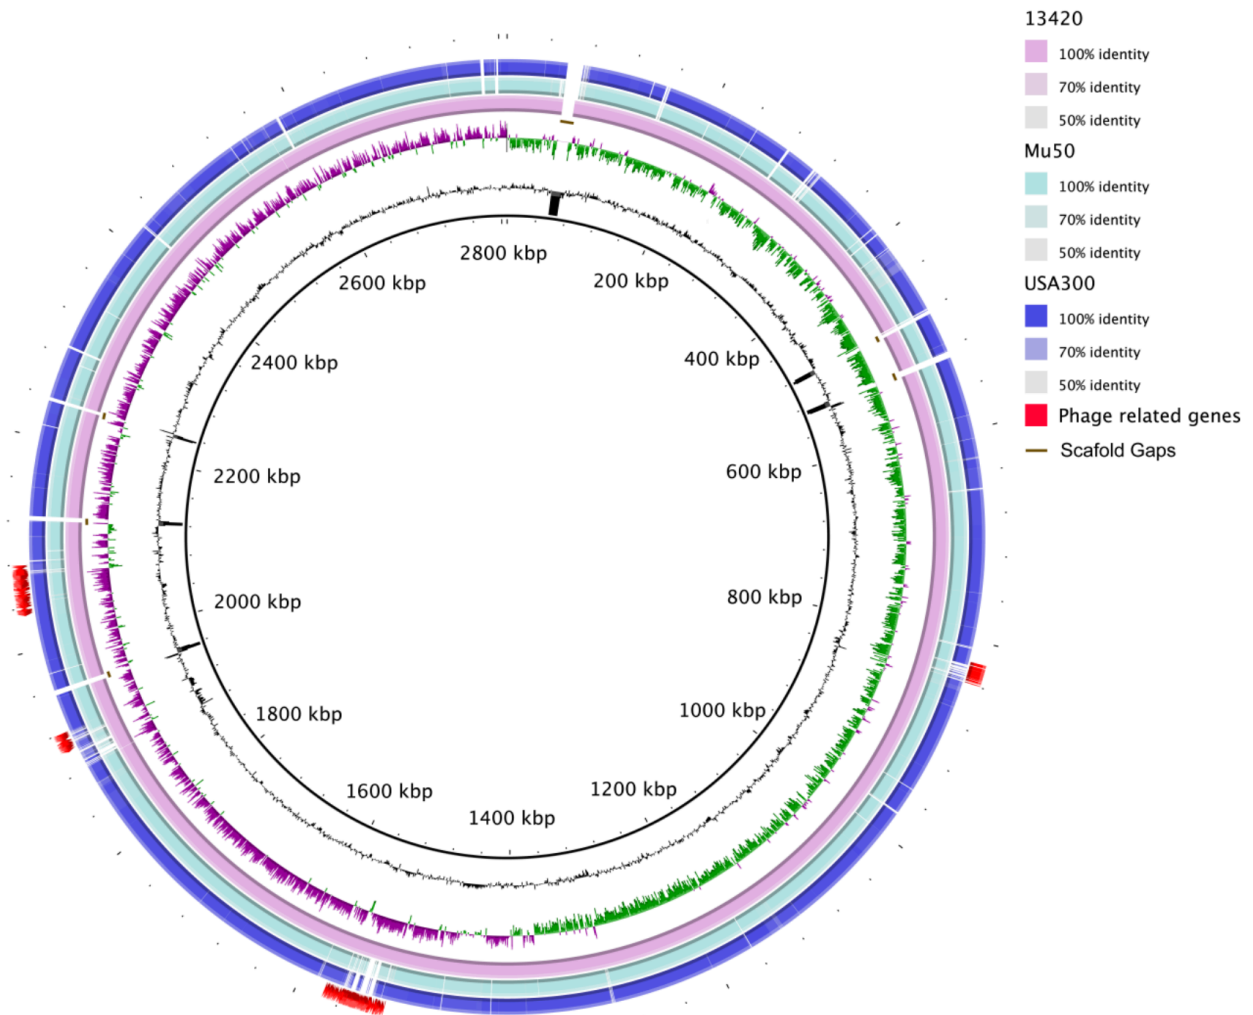 13420
100% identity
70% identity
50% identity
Mu50
100% identity
70% identity
50% identity
USA300
100% identity
70% identity
50% identity
Phage related genes
Scafold Gaps
2800 kbp
200 kbp
400 kbp
600 kbp
800 kbp
1000 kbp
1200 kbp
1400 kbp
1600 kbp
1800 kbp
2000 kbp
2200 kbp
2400 kbp
2600 kbp